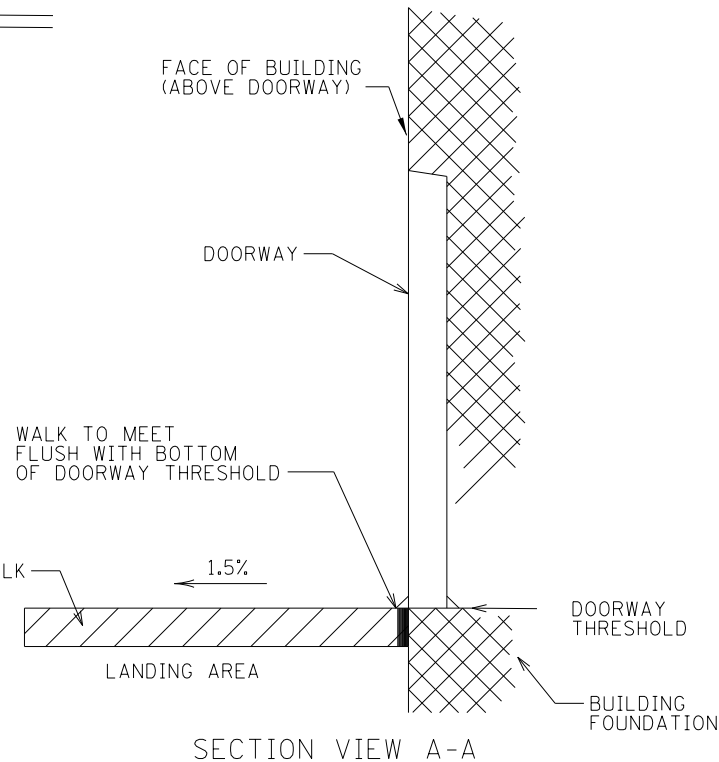 FACE OF BUILDING
(ABOVE DOORWAY)
DOORWAY
WALK TO MEET
FLUSH WITH BOTTOM
OF DOORWAY THRESHOLD
1.5%
LK
DOORWAY
THRESHOLD
LANDING AREA
BUILDING
FOUNDATION
SECTION VIEW A-A